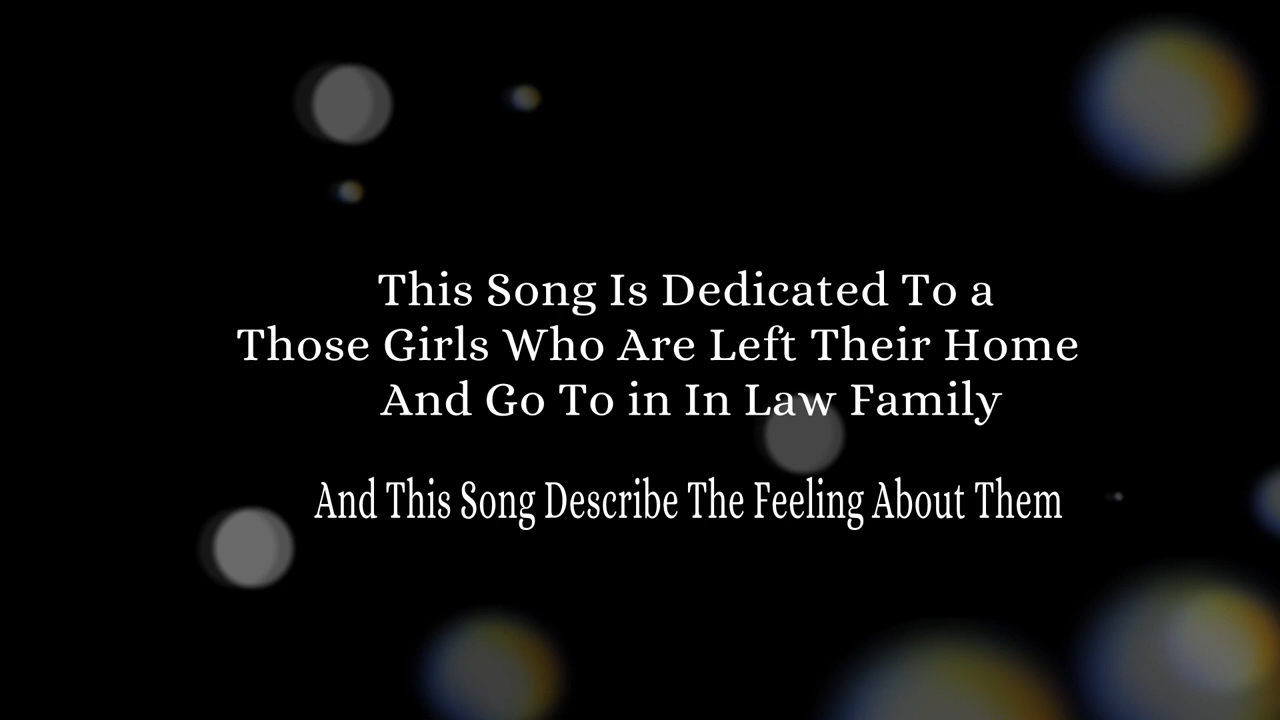 This Song Is Dedicated To a
Those Girls Who Are Left Their Home
And Go To in In Law Family
And This Song Describe The Feeling About Them